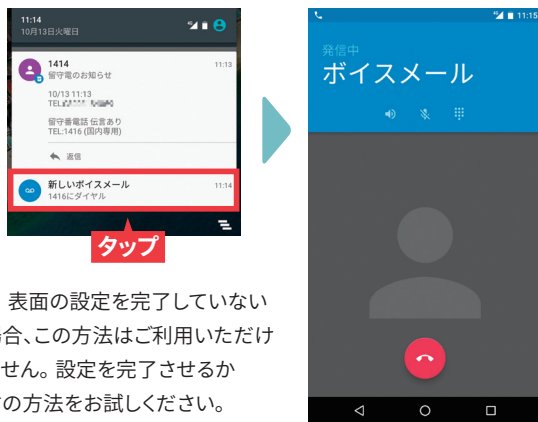 11:14
10月13日火曜日
1414
11:13
留守電のお知らせ
10/13 11:13
TEL
留守番電話 伝言あり
TEL:1416 (国内専用)
返信
新しいボイスメール
11:14
1416にダイヤル
タップ
表面の設定を完了していない
合、この方法はご利用いただけ
せん。設定を完了させるか
の方法をお試しください。
11:15
発信中
ボイスメール